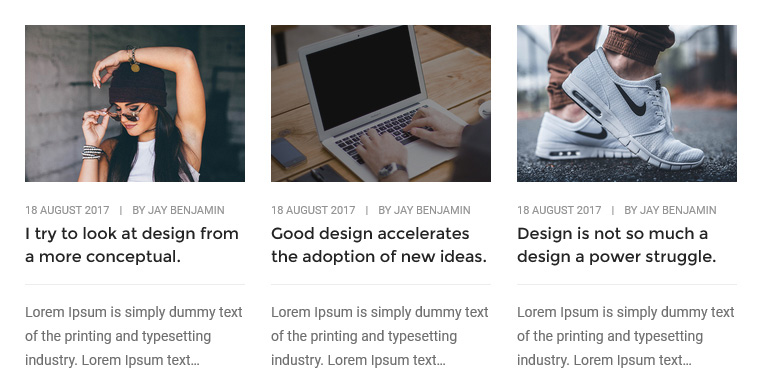 18 AUGUST 2017 | BY JAY BENJAMIN
I try to look at design from
a more conceptual.
Lorem Ipsum is simply dummy text
of the printing and typesetting
industry. Lorem Ipsum text...
18 AUGUST 2017 | BY JAY BENJAMIN
Good design accelerates
the adoption of new ideas.
Lorem Ipsum is simply dummy text
of the printing and typesetting
industry. Lorem Ipsum text...
18 AUGUST 2017 | BY JAY BENJAMIN
Design is not so much a
design a power struggle.
Lorem Ipsum is simply dummy text
of the printing and typesetting
industry. Lorem Ipsum text...